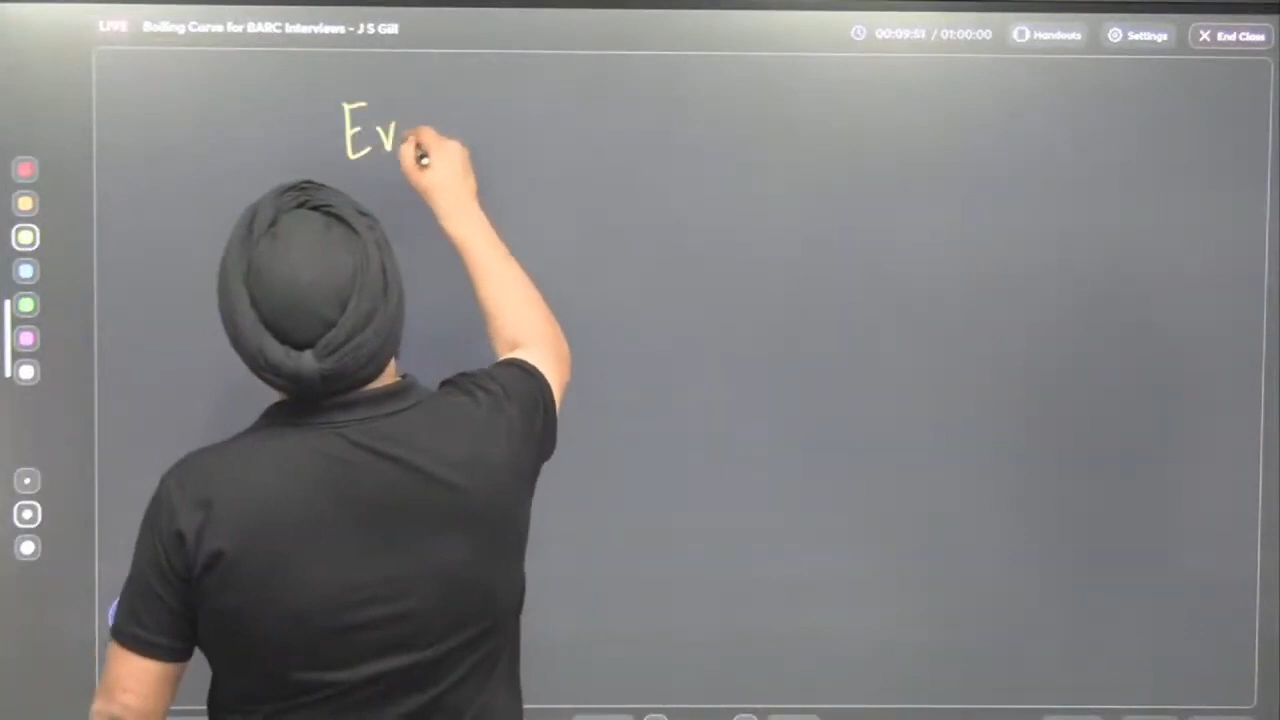 LIVE Boiling Curve for BARC Interviews - J S Gill 00:09:51 / 01:00:00 Handouts Settings End Class
Ev